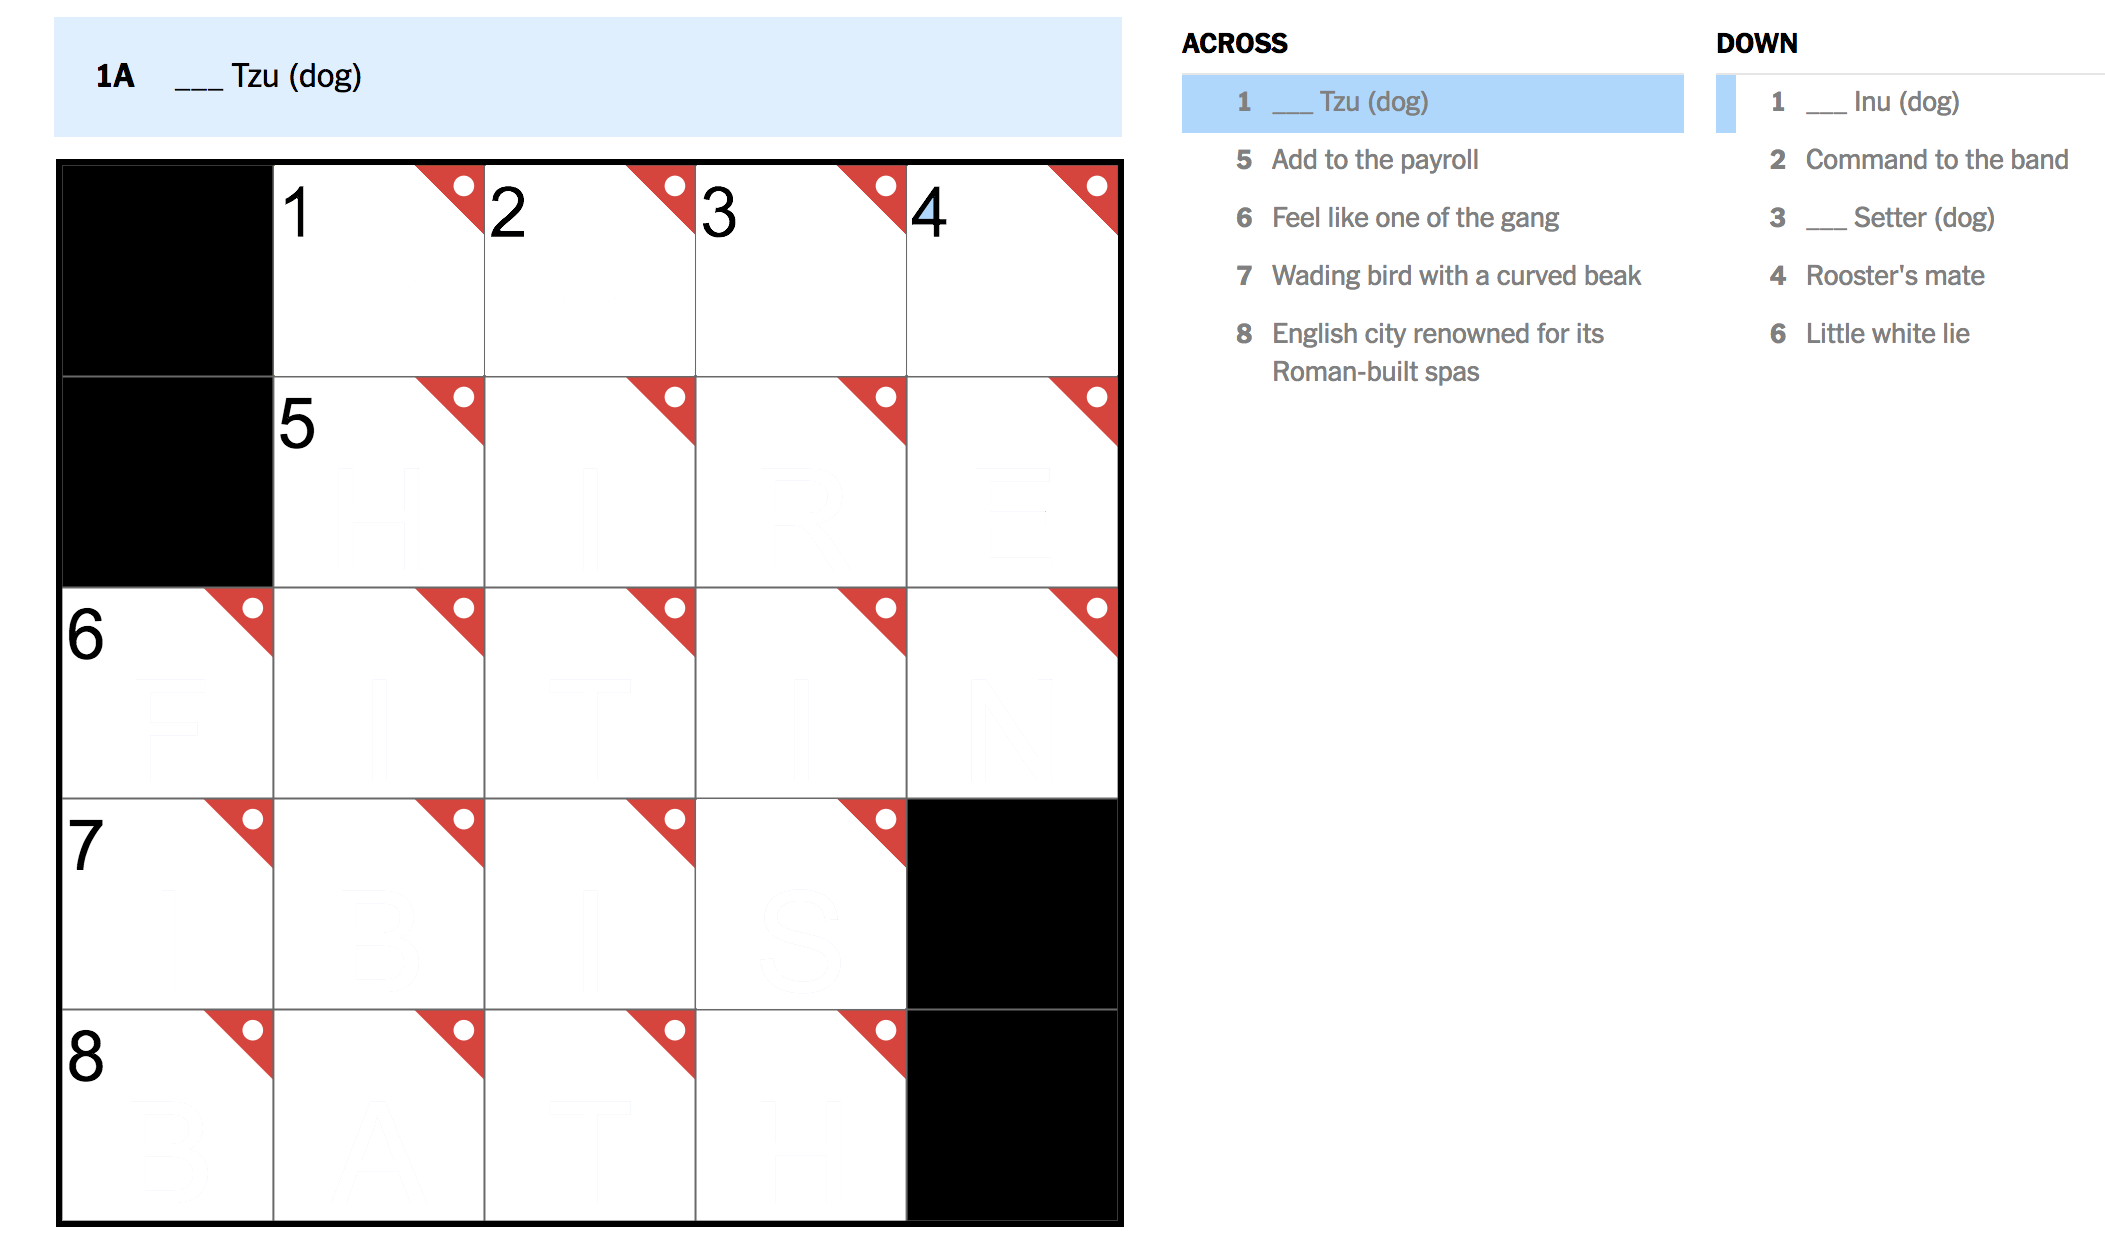 1A ___ Tzu (dog)
1 2 3 4
5
H I R E
6
F I T I N
7
B I S
8
B A T H
ACROSS
1 ___ Tzu (dog)
5 Add to the payroll
6 Feel like one of the gang
7 Wading bird with a curved beak
8 English city renowned for its
Roman-built spas
DOWN
1 ___ Inu (dog)
2 Command to the band
3 ___ Setter (dog)
4 Rooster's mate
6 Little white lie